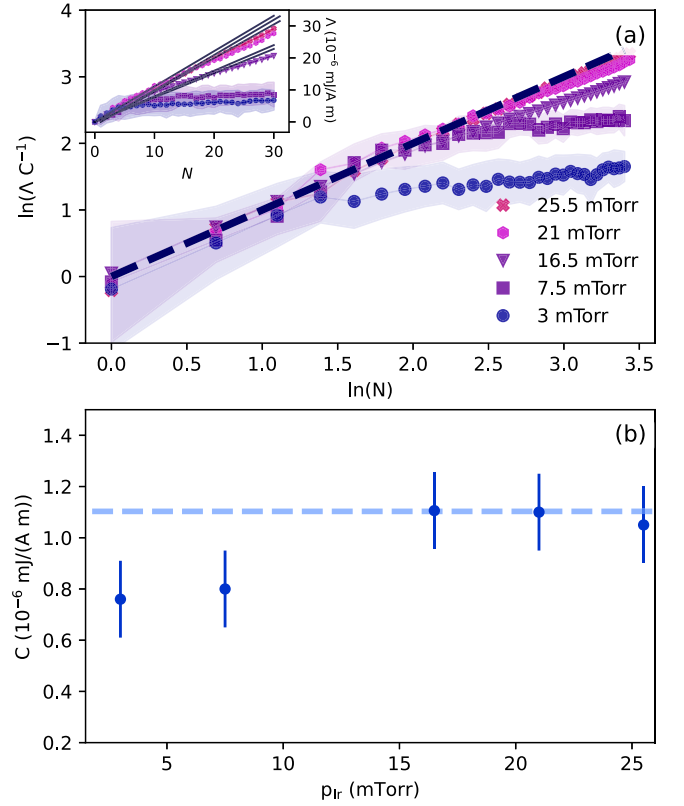 (a)
4
3
2
1
0
−1
ln(Λ C⁻¹)
0.0 0.5 1.0 1.5 2.0 2.5 3.0 3.5
ln(N)
0 10 20 30
N
30
20
10
0
Λ (10⁻⁶ mJ/A m)
25.5 mTorr
21 mTorr
16.5 mTorr
7.5 mTorr
3 mTorr
(b)
1.4
1.2
1.0
0.8
0.6
0.4
0.2
C (10⁻⁶ mJ/(A m))
5 10 15 20 25
pIr (mTorr)